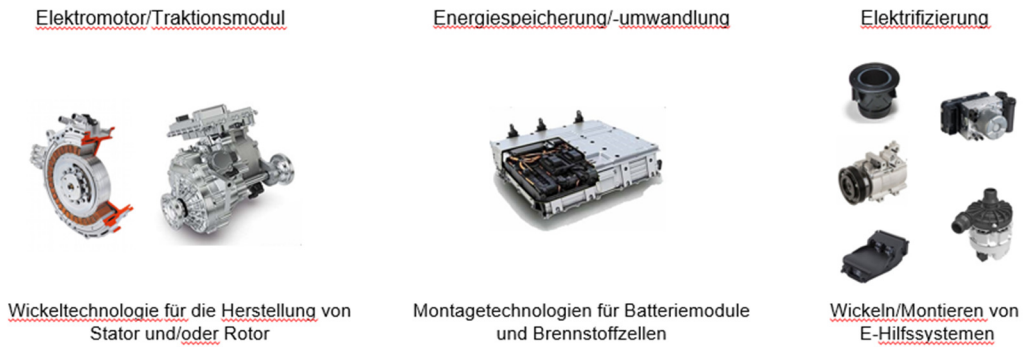 Elektromotor/Traktionsmodul
Energiespeicherung/-umwandlung
Elektrifizierung
Wickeltechnologie für die Herstellung von
Stator und/oder Rotor
Montagetechnologien für Batteriemodule
und Brennstoffzellen
Wickeln/Montieren von
E-Hilfssystemen